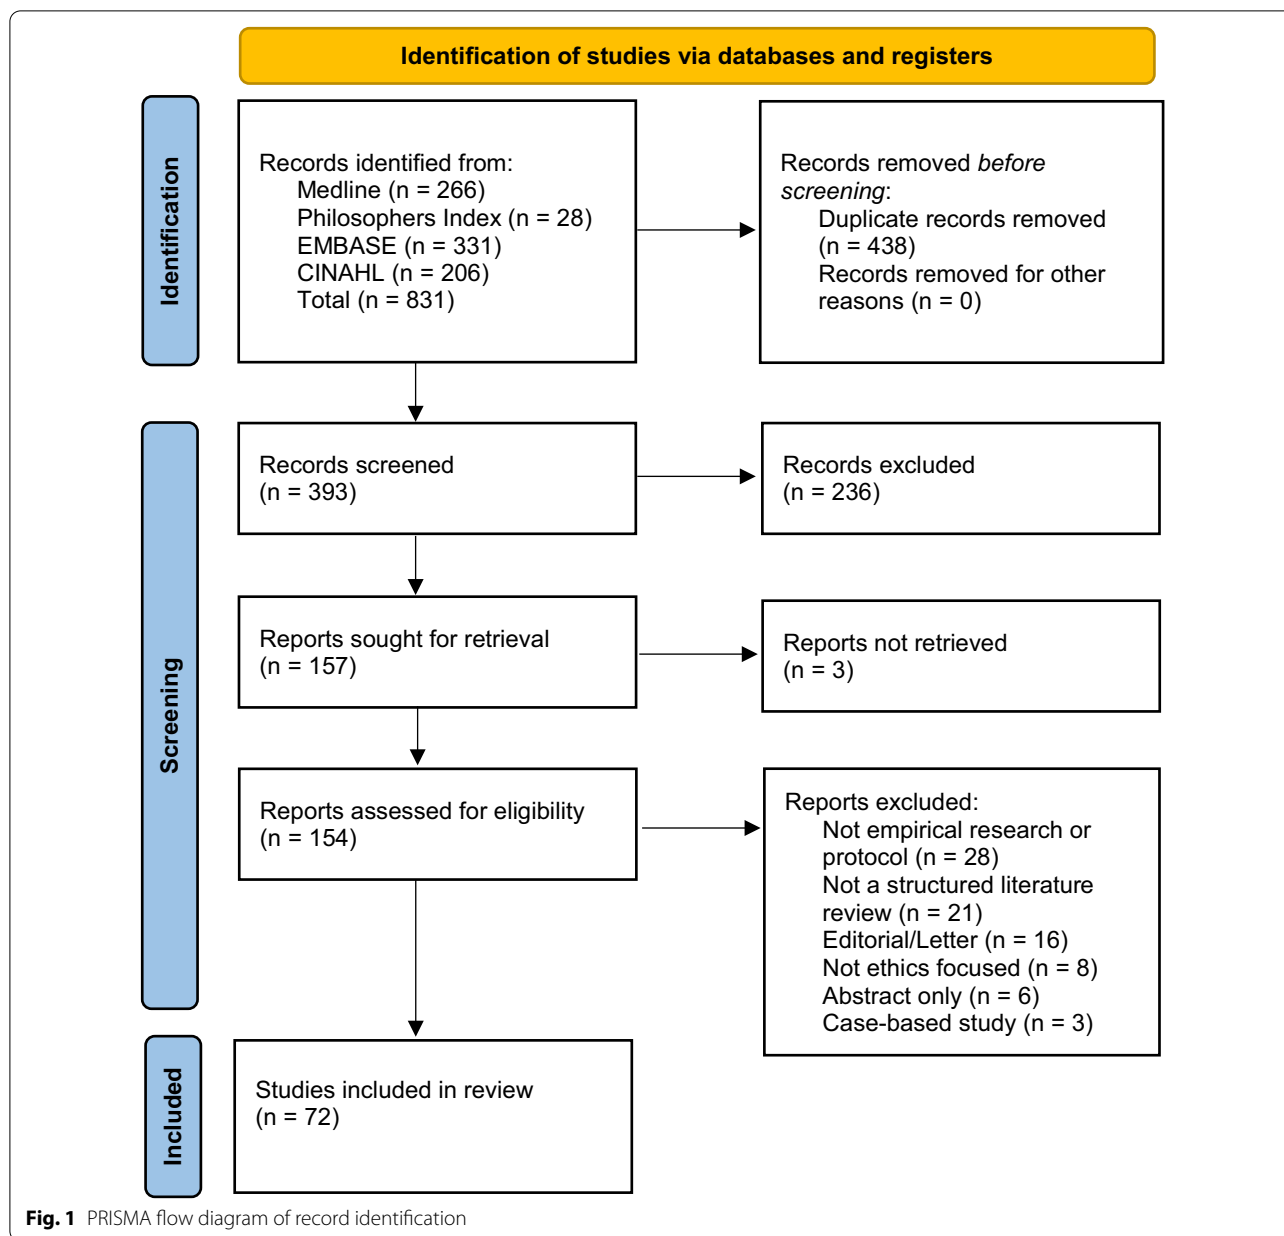 Identification of studies via databases and registers
Identification
Records identified from:
Medline (n = 266)
Philosophers Index (n = 28)
EMBASE (n = 331)
CINAHL (n = 206)
Total (n = 831)
Records removed before
screening:
Duplicate records removed
(n = 438)
Records removed for other
reasons (n = 0)
Screening
Records screened
(n = 393)
Records excluded
(n = 236)
Reports sought for retrieval
(n = 157)
Reports not retrieved
(n = 3)
Reports assessed for eligibility
(n = 154)
Reports excluded:
Not empirical research or
protocol (n = 28)
Not a structured literature
review (n = 21)
Editorial/Letter (n = 16)
Not ethics focused (n = 8)
Abstract only (n = 6)
Case-based study (n = 3)
Included
Studies included in review
(n = 72)
Fig. 1 PRISMA flow diagram of record identification